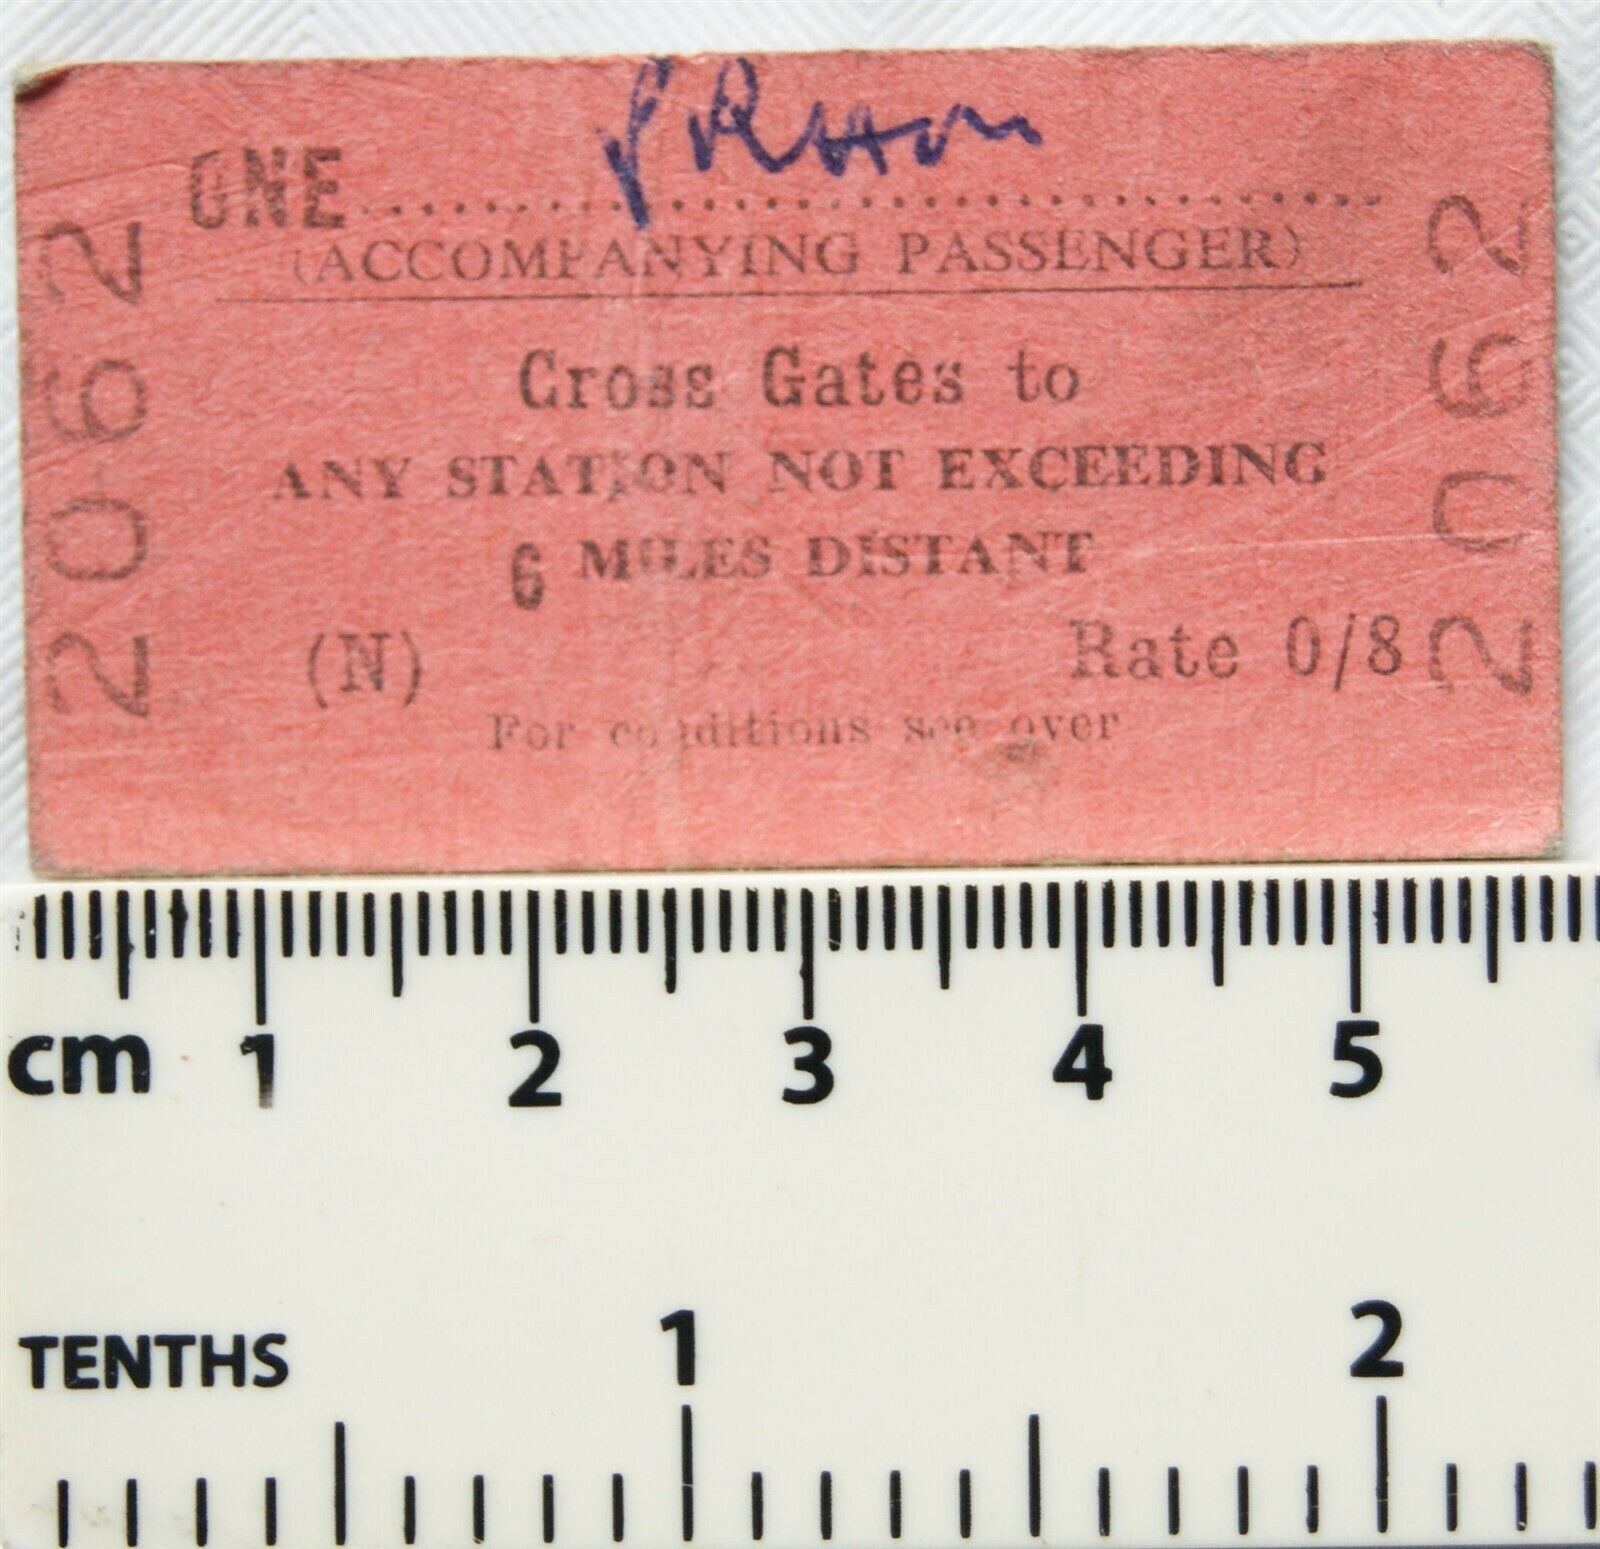 ONE
(ACCOMPANYING PASSENGER)
Cross Gates to
ANY STATION NOT EXCEEDING
6 MILES DISTANT
(N) Rate 0/8
For conditions see over
2062
2062
cm 1 2 3 4 5
TENTHS 1 2